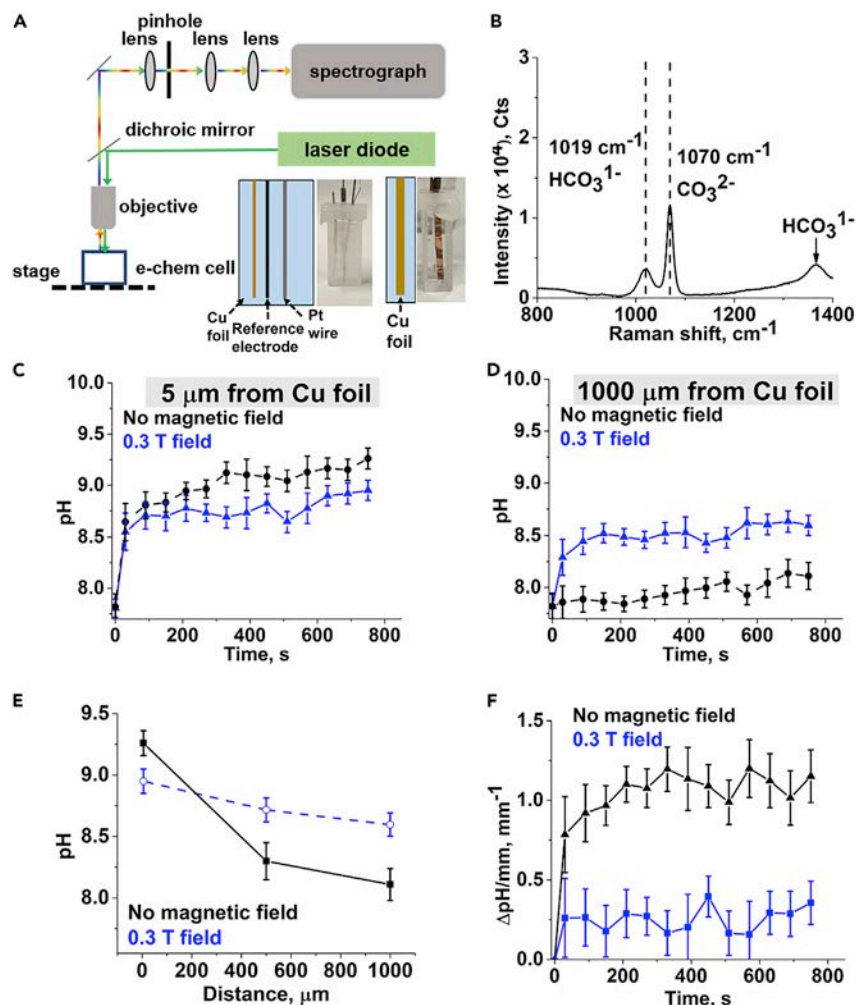 A
pinhole
lens
lens
lens
spectrograph
dichroic mirror
laser diode
objective
stage
e-chem cell
Cu
foil
Reference
electrode
Pt
wire
Cu
foil
B
Intensity (x 10⁴), Cts
3
2
1
0
1019 cm⁻¹
HCO₃¹⁻
1070 cm⁻¹
CO₃²⁻
HCO₃¹⁻
800
1000
1200
1400
Raman shift, cm⁻¹
C
5 μm from Cu foil
No magnetic field
0.3 T field
pH
10.0
9.5
9.0
8.5
8.0
0
200
400
600
800
Time, s
D
1000 μm from Cu foil
No magnetic field
0.3 T field
pH
10.0
9.5
9.0
8.5
8.0
0
200
400
600
800
Time, s
E
pH
9.5
9.0
8.5
8.0
No magnetic field
0.3 T field
0
500
1000
Distance, μm
F
No magnetic field
0.3 T field
ΔpH/mm, mm⁻¹
1.5
1.0
0.5
0.0
0
200
400
600
800
Time, s